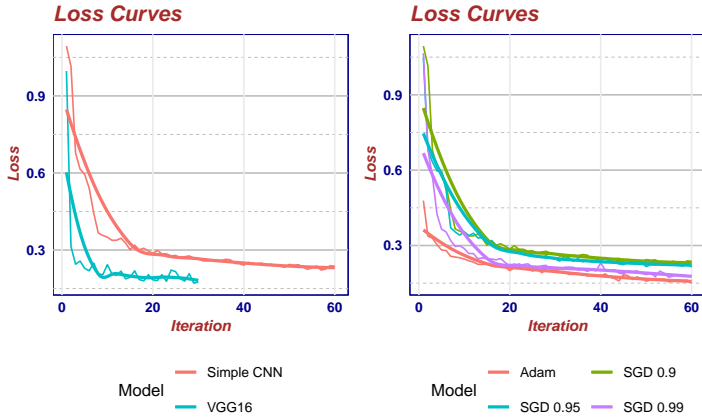 Loss Curves
0.9
0.6
0.3
Loss
0
20
40
60
Iteration
Model
Simple CNN
VGG16
Loss Curves
0.9
0.6
0.3
Loss
0
20
40
60
Iteration
Model
Adam
SGD 0.9
SGD 0.95
SGD 0.99